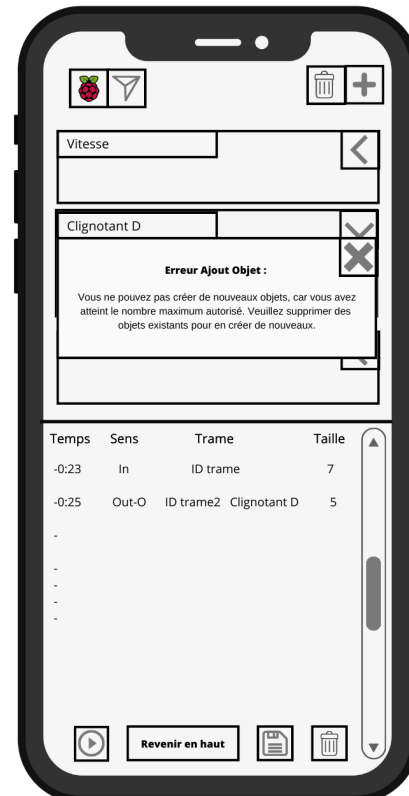 Vitesse
Clignotant D
Erreur Ajout Objet :
Vous ne pouvez pas créer de nouveaux objets, car vous avez
atteint le nombre maximum autorisé. Veuillez supprimer des
objets existants pour en créer de nouveaux.
Temps Sens Trame Taille
-0:23 In ID trame 7
-0:25 Out-O ID trame2 Clignotant D 5
-
-
-
-
-
Revenir en haut